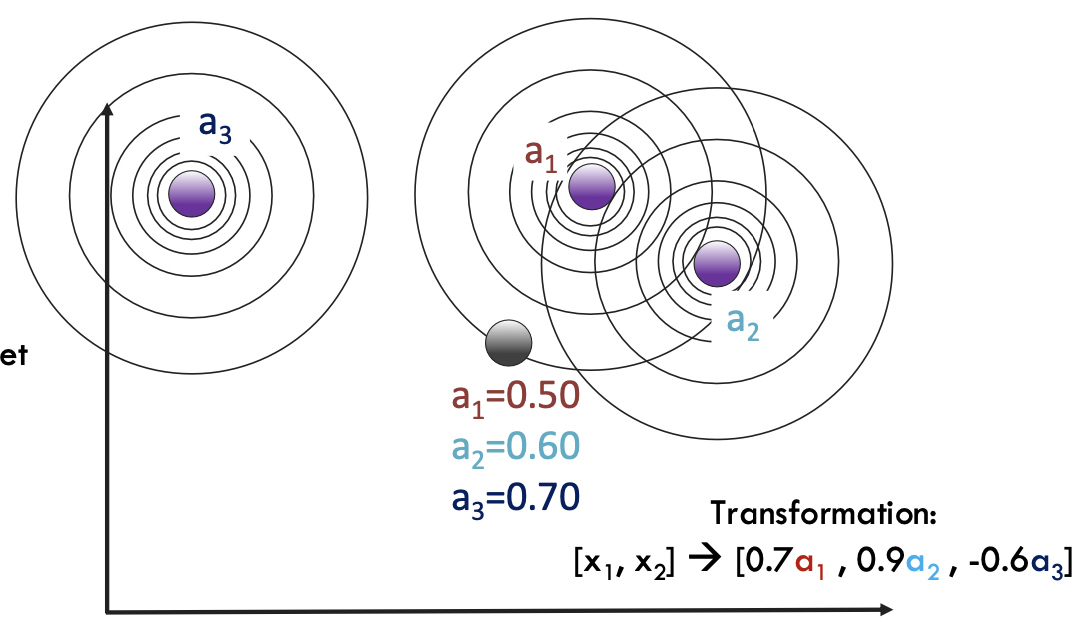 a₃
a₁
a₂
et
a₁=0.50
a₂=0.60
a₃=0.70
Transformation:
[x₁, x₂] → [0.7a₁ , 0.9a₂ , -0.6a₃]